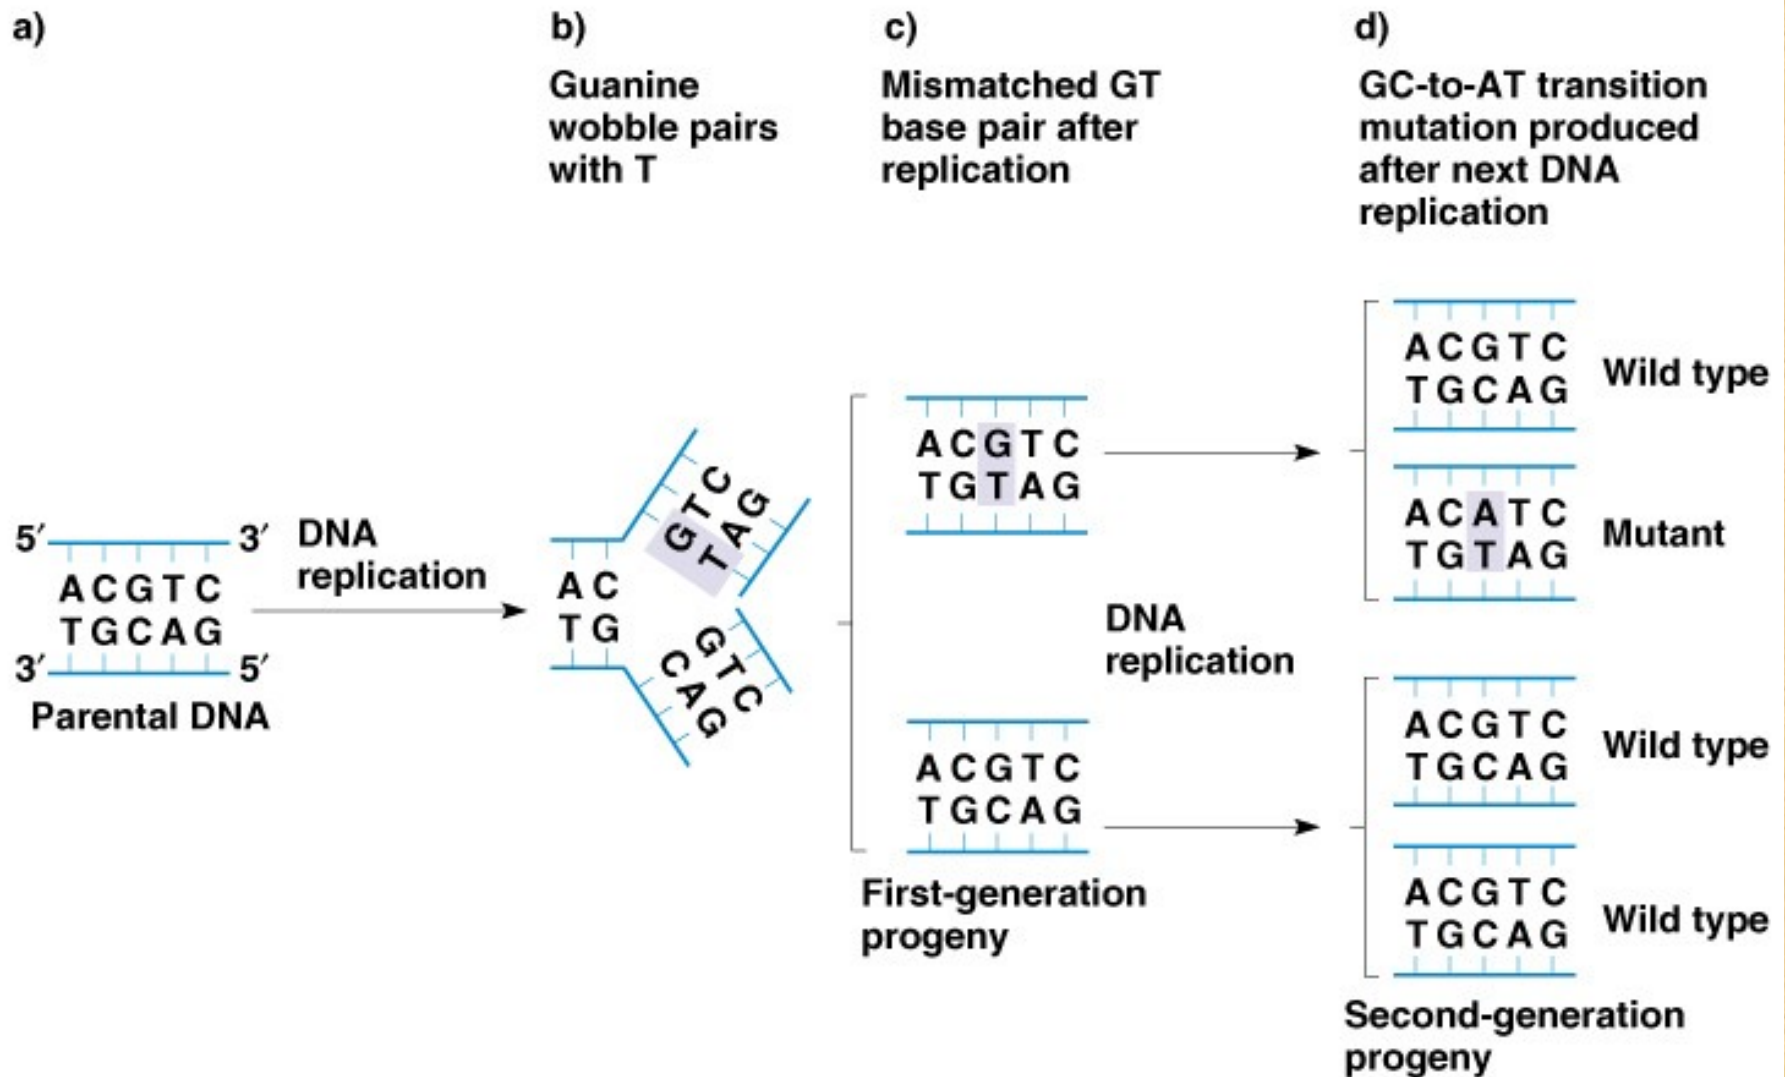 a)
5′ 3′
ACGTC
TGCAG
3′ 5′
Parental DNA
DNA
replication
b)
Guanine
wobble pairs
with T
AC
TG
GTC
TAG
GTC
CAG
c)
Mismatched GT
base pair after
replication
ACGTC
TGTAG
DNA
replication
ACGTC
TGCAG
First-generation
progeny
d)
GC-to-AT transition
mutation produced
after next DNA
replication
ACGTC
TGCAG
Wild type
ACATC
TGTAG
Mutant
ACGTC
TGCAG
Wild type
ACGTC
TGCAG
Wild type
Second-generation
progeny